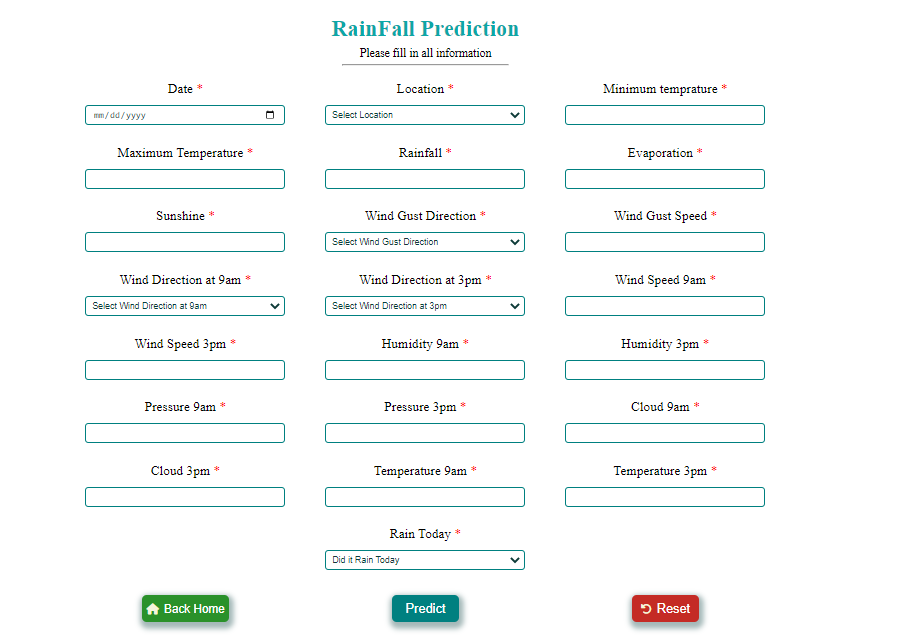 RainFall Prediction
Please fill in all information
Date * Location * Minimum temprature *
mm/dd/yyyy Select Location
Maximum Temperature * Rainfall * Evaporation *
Sunshine * Wind Gust Direction * Wind Gust Speed *
Select Wind Gust Direction
Wind Direction at 9am * Wind Direction at 3pm * Wind Speed 9am *
Select Wind Direction at 9am Select Wind Direction at 3pm
Wind Speed 3pm * Humidity 9am * Humidity 3pm *
Pressure 9am * Pressure 3pm * Cloud 9am *
Cloud 3pm * Temperature 9am * Temperature 3pm *
Rain Today *
Did it Rain Today
Back Home Predict Reset